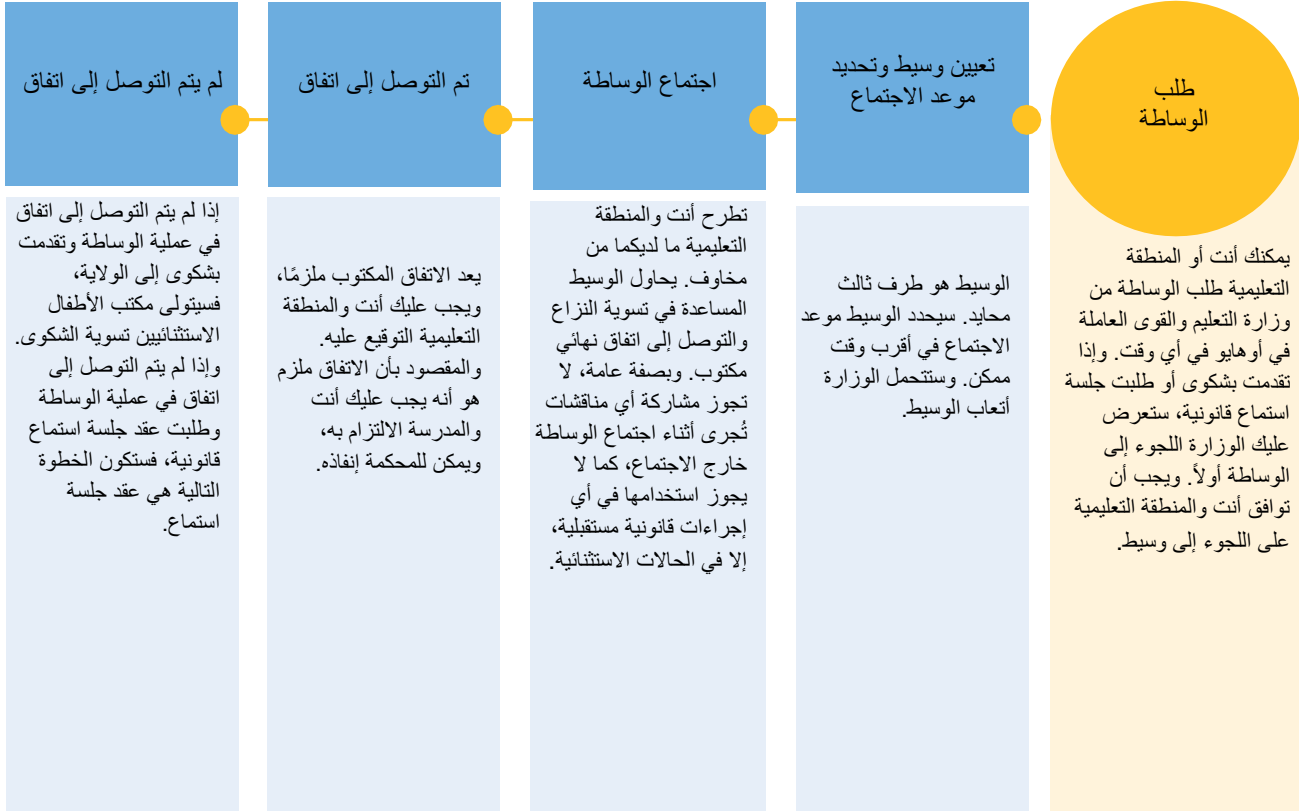 طلب
الوساطة
يمكنك أنت أو المنطقة
التعليمية طلب الوساطة من
وزارة التعليم والقوى العاملة
في أوهايو في أي وقت. وإذا
تقدمت بشكوى أو طلبت جلسة
استماع قانونية، ستعرض
عليك الوزارة اللجوء إلى
الوساطة أولاً. ويجب أن
توافق أنت والمنطقة التعليمية
على اللجوء إلى وسيط.
تعيين وسيط وتحديد
موعد الاجتماع
الوسيط هو طرف ثالث
محايد. سيحدد الوسيط موعد
الاجتماع في أقرب وقت
ممكن. وستتحمل الوزارة
أتعاب الوسيط.
اجتماع الوساطة
تطرح أنت والمنطقة
التعليمية ما لديكما من
مخاوف. يحاول الوسيط
المساعدة في تسوية النزاع
والتوصل إلى اتفاق نهائي
مكتوب. وبصفة عامة، لا
تجوز مشاركة أي مناقشات
تُجرى أثناء اجتماع الوساطة
خارج الاجتماع، كما لا
يجوز استخدامها في أي
إجراءات قانونية مستقبلية،
إلا في الحالات الاستثنائية.
تم التوصل إلى اتفاق
يعد الاتفاق المكتوب ملزمًا،
ويجب عليك أنت والمنطقة
التعليمية التوقيع عليه.
والمقصود بأن الاتفاق ملزم
هو أنه يجب عليك أنت
والمدرسة الالتزام به،
ويمكن للمحكمة إنفاذه.
لم يتم التوصل إلى اتفاق
إذا لم يتم التوصل إلى اتفاق
في عملية الوساطة وتقدمت
بشكوى إلى الولاية،
فسيتولى مكتب الأطفال
الاستثنائيين تسوية الشكوى.
وإذا لم يتم التوصل إلى
اتفاق في عملية الوساطة
وطلبت عقد جلسة استماع
قانونية، فستكون الخطوة
التالية هي عقد جلسة
استماع.